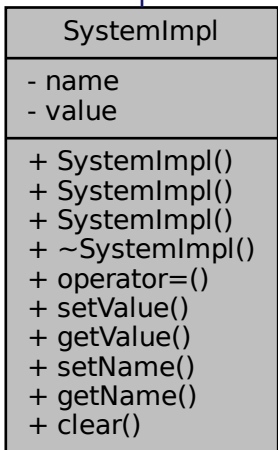 SystemImpl
- name
- value
+ SystemImpl()
+ SystemImpl()
+ SystemImpl()
+ ~SystemImpl()
+ operator=()
+ setValue()
+ getValue()
+ setName()
+ getName()
+ clear()